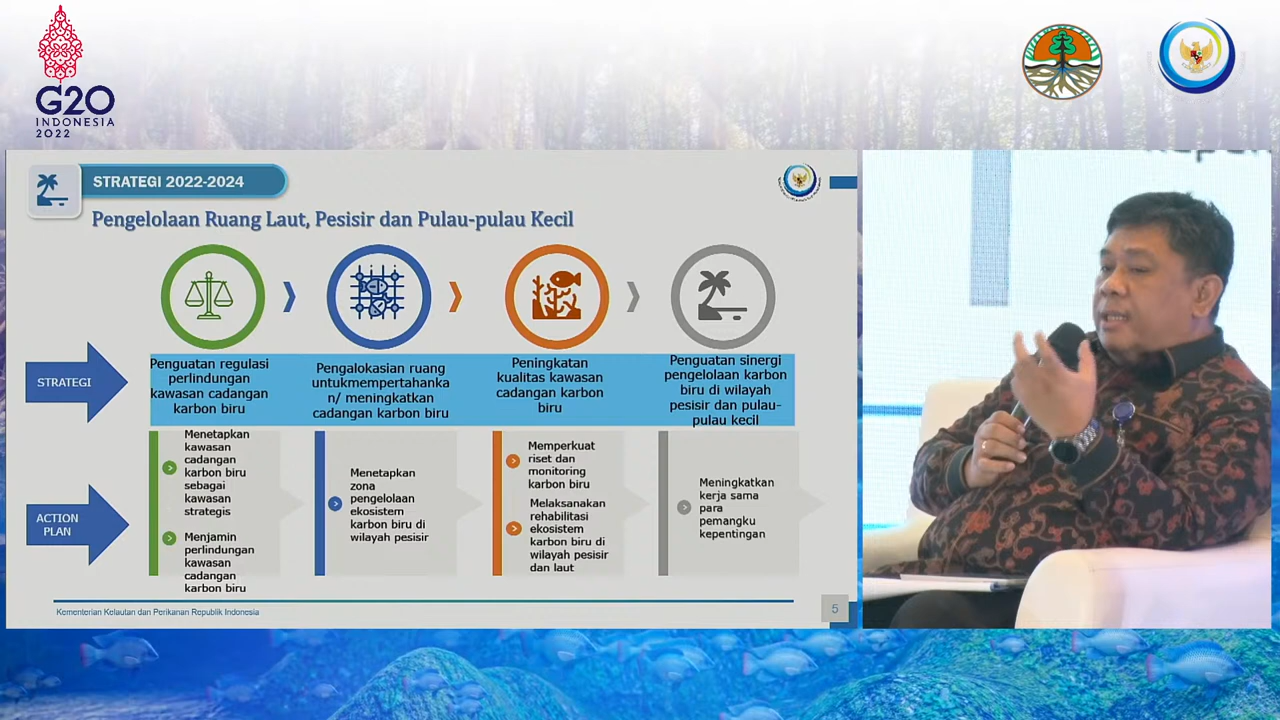 G20
INDONESIA
2022
STRATEGI 2022-2024
Pengelolaan Ruang Laut, Pesisir dan Pulau-pulau Kecil
STRATEGI
Penguatan regulasi
perlindungan
kawasan cadangan
karbon biru
Pengalokasian ruang
untukmempertahanka
n/ meningkatkan
cadangan karbon biru
Peningkatan
kualitas kawasan
cadangan karbon
biru
Penguatan sinergi
pengelolaan karbon
biru di wilayah
pesisir dan pulau-
pulau kecil
ACTION
PLAN
Menetapkan
kawasan
cadangan
karbon biru
sebagai
kawasan
strategis
Menjamin
perlindungan
kawasan
cadangan
karbon biru
Menetapkan
zona
pengelolaan
ekosistem
karbon biru di
wilayah pesisir
Memperkuat
riset dan
monitoring
karbon biru
Melaksanakan
rehabilitasi
ekosistem
karbon biru di
wilayah pesisir
dan laut
Meningkatkan
kerja sama
para
pemangku
kepentingan
Kementerian Kelautan dan Perikanan Republik Indonesia
5